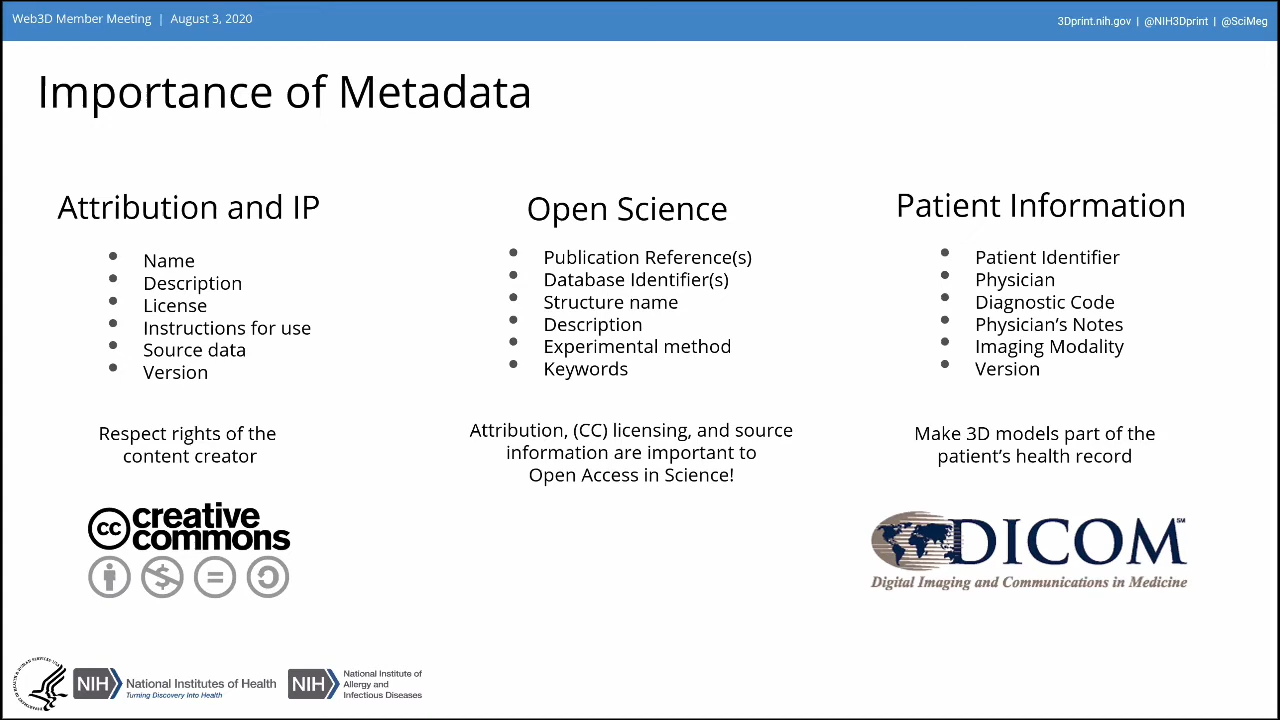 Web3D Member Meeting | August 3, 2020
3Dprint.nih.gov | @NIH3Dprint | @SciMeg
Importance of Metadata
Attribution and IP
Name
Description
License
Instructions for use
Source data
Version
Respect rights of the
content creator
creative
commons
Open Science
Publication Reference(s)
Database Identifier(s)
Structure name
Description
Experimental method
Keywords
Attribution, (CC) licensing, and source
information are important to
Open Access in Science!
Patient Information
Patient Identifier
Physician
Diagnostic Code
Physician’s Notes
Imaging Modality
Version
Make 3D models part of the
patient’s health record
DICOM
Digital Imaging and Communications in Medicine
NIH
National Institutes of Health
Turning Discovery Into Health
NIH
National Institute of
Allergy and
Infectious Diseases